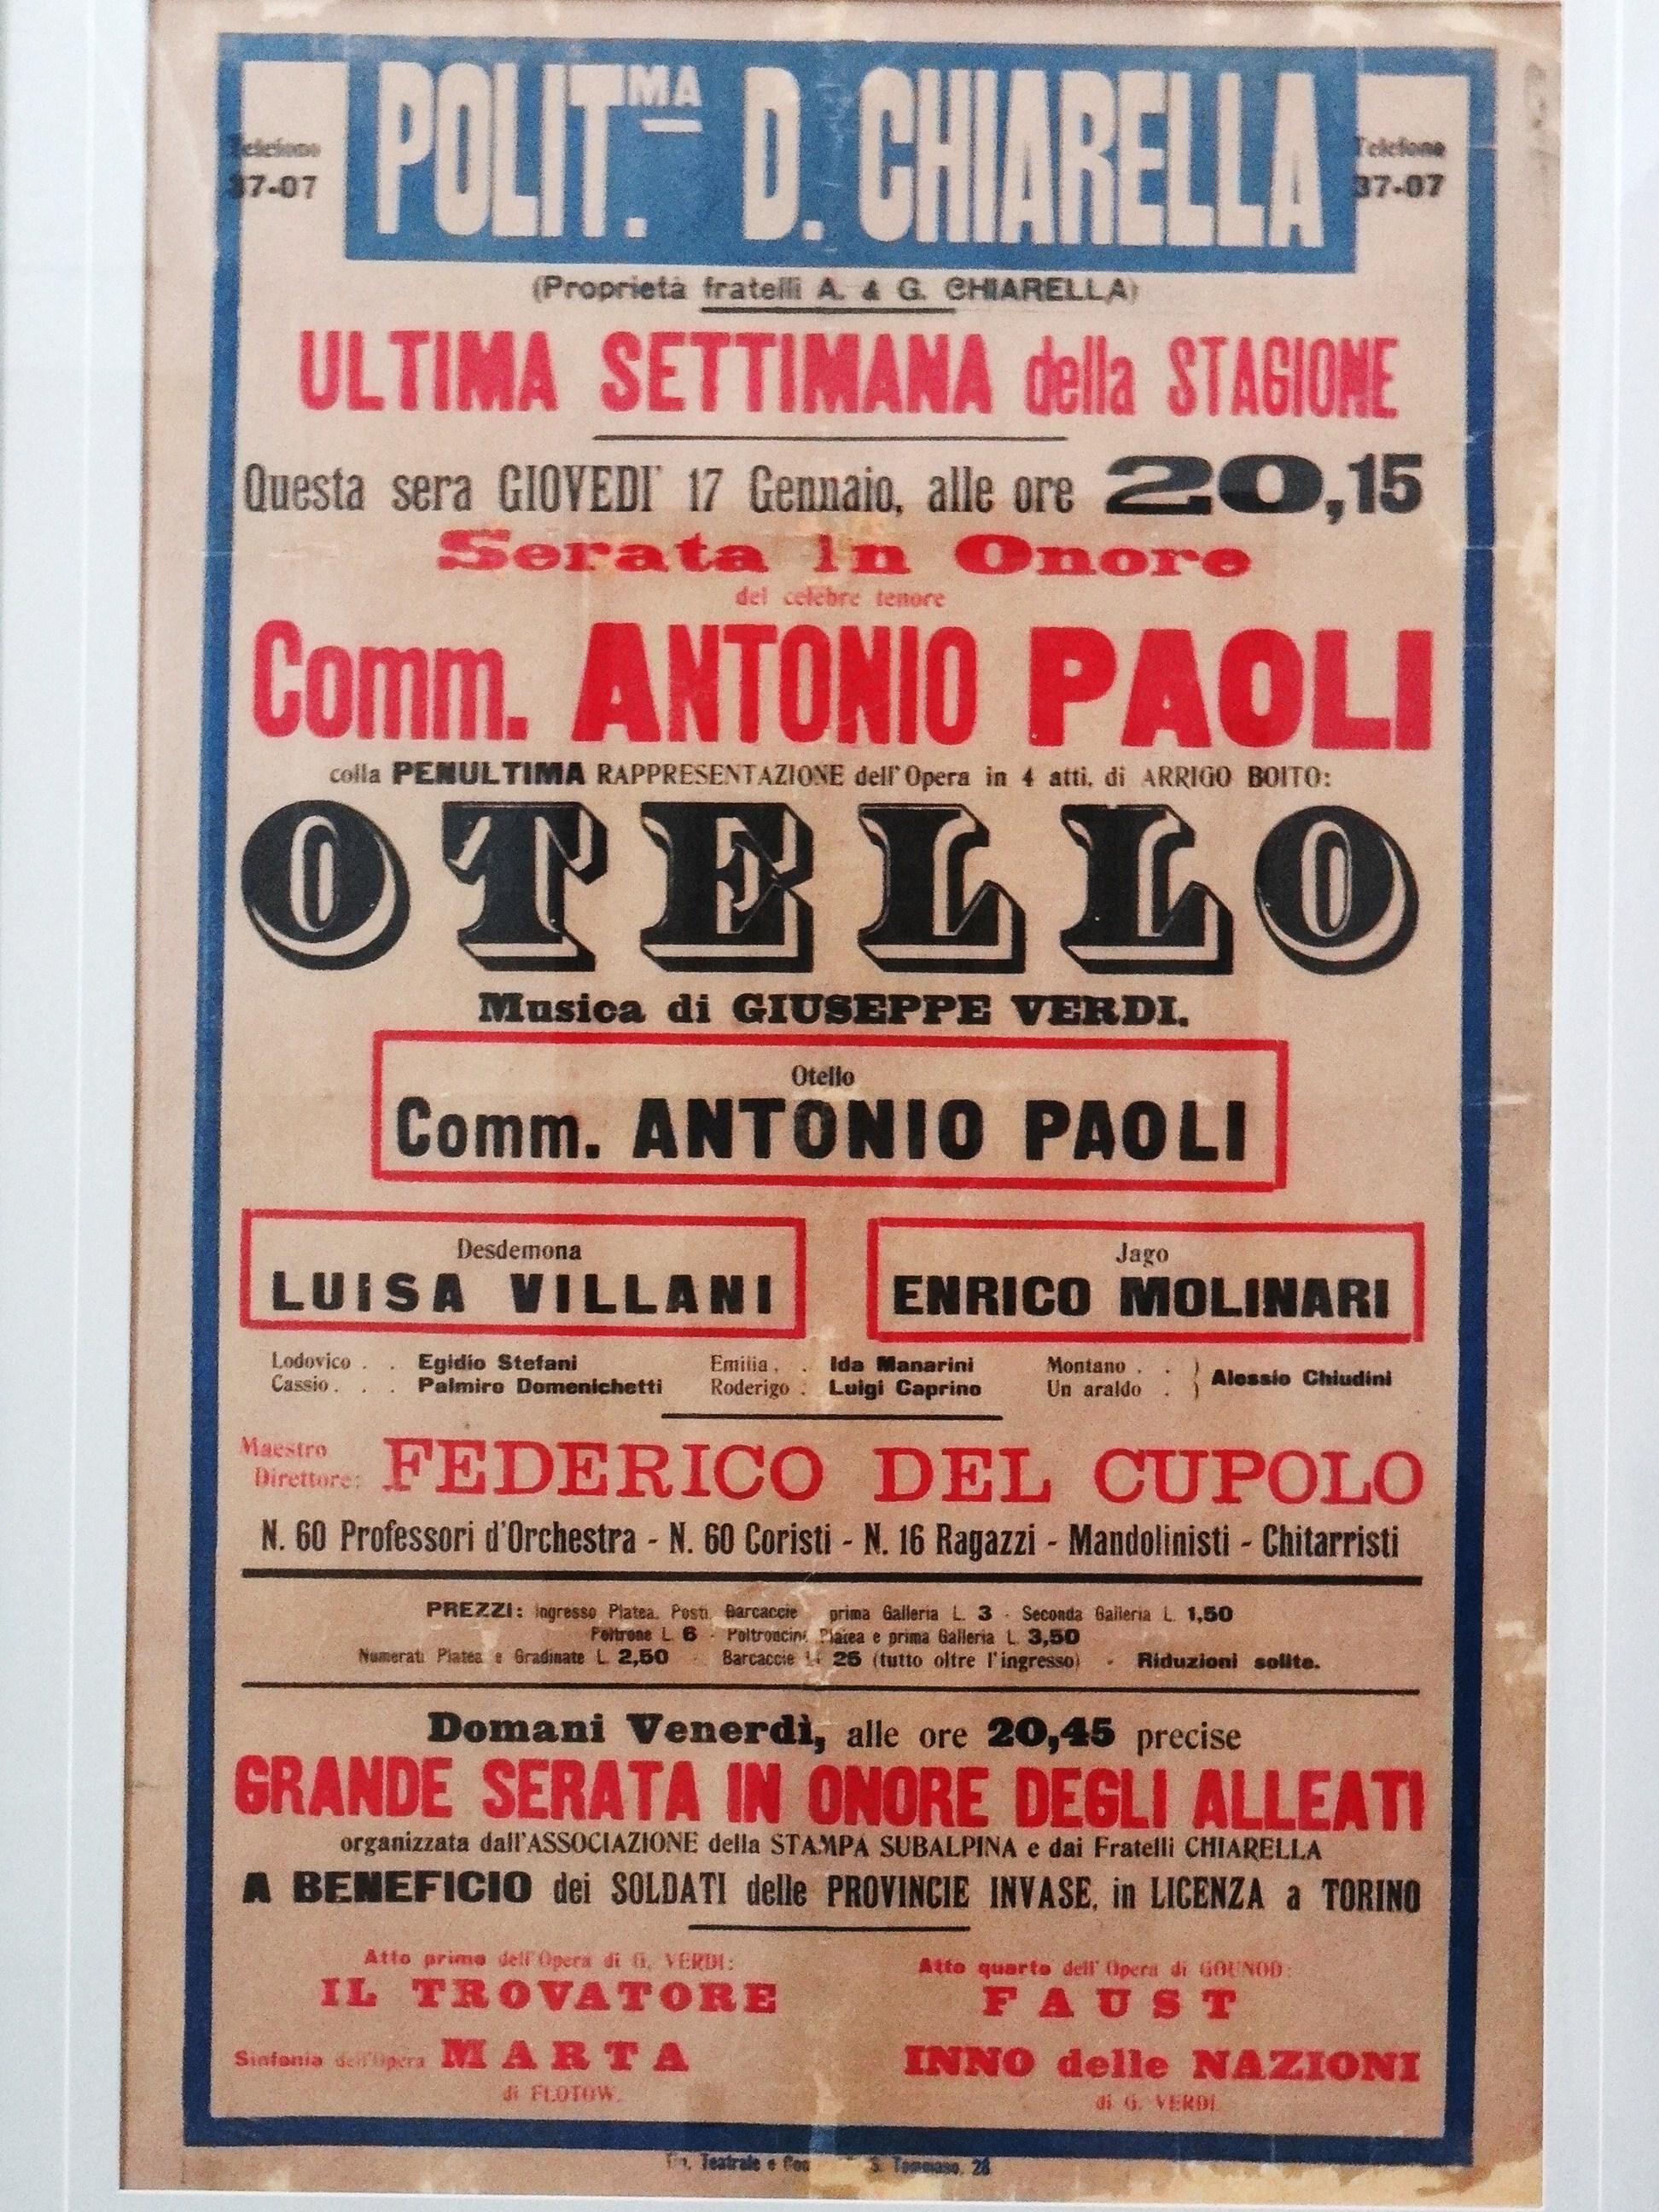 POLIT.MA D. CHIARELLA
Telefono 37-07
Telefono 37-07
(Proprietà fratelli A. & G. CHIARELLA)
ULTIMA SETTIMANA della STAGIONE
Questa sera GIOVEDI' 17 Gennaio, alle ore 20,15
Serata in Onore
del celebre tenore
Comm. ANTONIO PAOLI
colla PENULTIMA RAPPRESENTAZIONE dell'Opera in 4 atti, di ARRIGO BOITO:
OTELLO
Musica di GIUSEPPE VERDI.
Otello
Comm. ANTONIO PAOLI
Desdemona
LUISA VILLANI
Jago
ENRICO MOLINARI
Lodovico . . Egidio Stefani Emilia . . Ida Manarini Montano . . } Alessio Chiudini
Cassio . . . Palmiro Domenichetti Roderigo . Luigi Caprino Un araldo . }
Maestro Direttore: FEDERICO DEL CUPOLO
N. 60 Professori d'Orchestra - N. 60 Coristi - N. 16 Ragazzi - Mandolinisti - Chitarristi
PREZZI: Ingresso Platea, Posti, Barcaccie prima Galleria L. 3 - Seconda Galleria L. 1,50
Poltrone L. 6 - Poltroncine Platea e prima Galleria L. 3,50
Numerati Platea e Gradinate L. 2,50 - Barcaccie L. 25 (tutto oltre l'ingresso) - Riduzioni solite.
Domani Venerdì, alle ore 20,45 precise
GRANDE SERATA IN ONORE DEGLI ALLEATI
organizzata dall'ASSOCIAZIONE della STAMPA SUBALPINA e dai Fratelli CHIARELLA
A BENEFICIO dei SOLDATI delle PROVINCIE INVASE, in LICENZA a TORINO
Atto primo dell'Opera di G. VERDI:
IL TROVATORE
Atto quarto dell'Opera di GOUNOD:
FAUST
Sinfonia dell'Opera MARTA
di FLOTOW.
INNO delle NAZIONI
di G. VERDI
Teatrale e S. Tommaso, 28